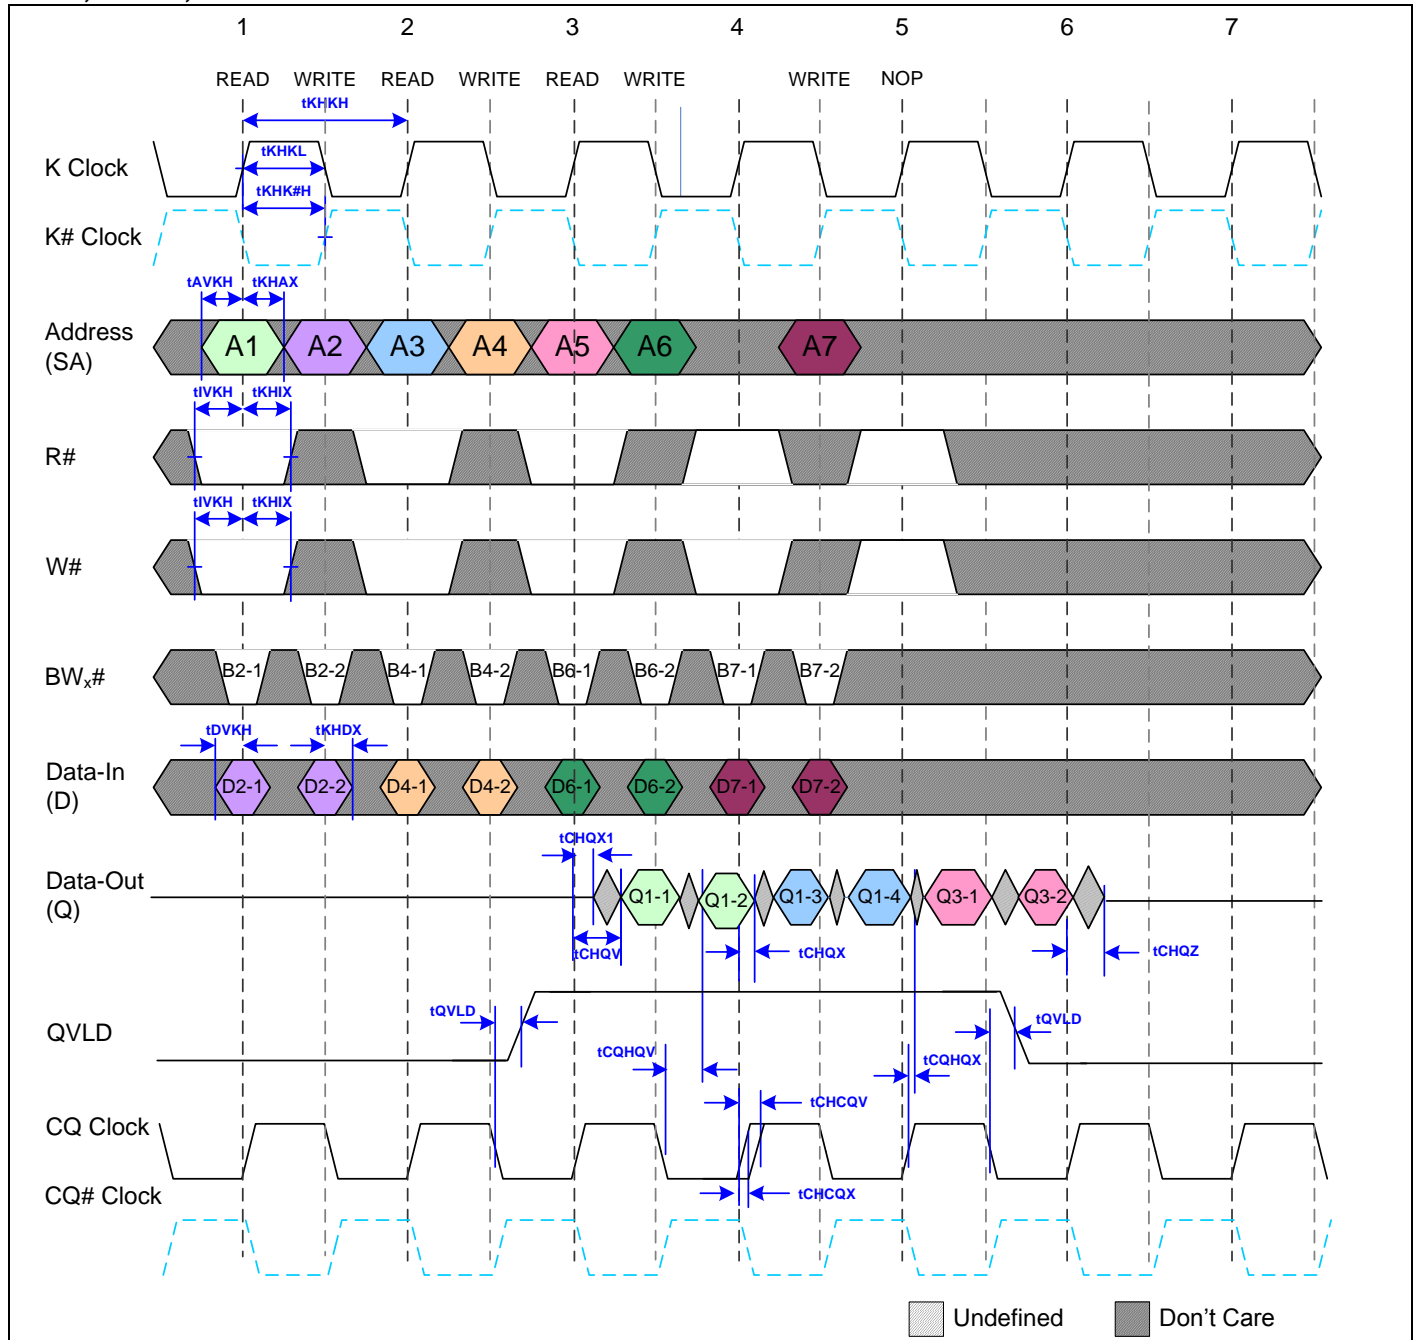 1 2 3 4 5 6 7
READ WRITE READ WRITE READ WRITE WRITE NOP
tKHKH
K Clock
tKHKL
tKHK#H
K# Clock
tAVKH tKHAX
Address
(SA)
A1 A2 A3 A4 A5 A6 A7
tIVKH tKHIX
R#
tIVKH tKHIX
W#
BWx#
B2-1 B2-2 B4-1 B4-2 B6-1 B6-2 B7-1 B7-2
tDVKH tKHDX
Data-In
(D)
D2-1 D2-2 D4-1 D4-2 D6-1 D6-2 D7-1 D7-2
tCHQX1
Data-Out
(Q)
Q1-1 Q1-2 Q1-3 Q1-4 Q3-1 Q3-2
tCHQV tCHQX tCHQZ
QVLD
tQVLD tQVLD
tCQHQV tCQHQX
tCHCQV
CQ Clock
CQ# Clock
tCHCQX
Undefined Don't Care